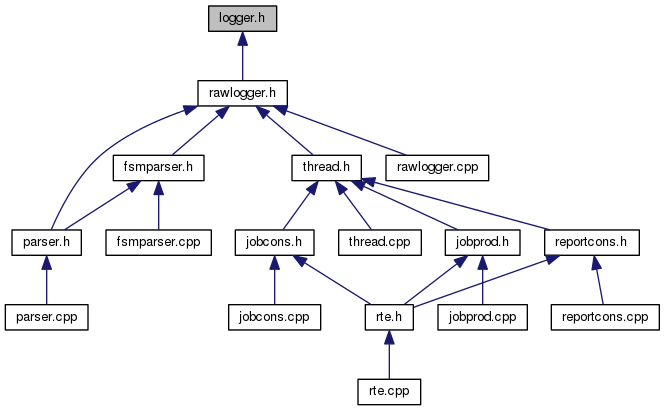 logger.h
rawlogger.h
fsmparser.h
thread.h
rawlogger.cpp
parser.h
fsmparser.cpp
jobcons.h
thread.cpp
jobprod.h
reportcons.h
parser.cpp
jobcons.cpp
rte.h
jobprod.cpp
reportcons.cpp
rte.cpp